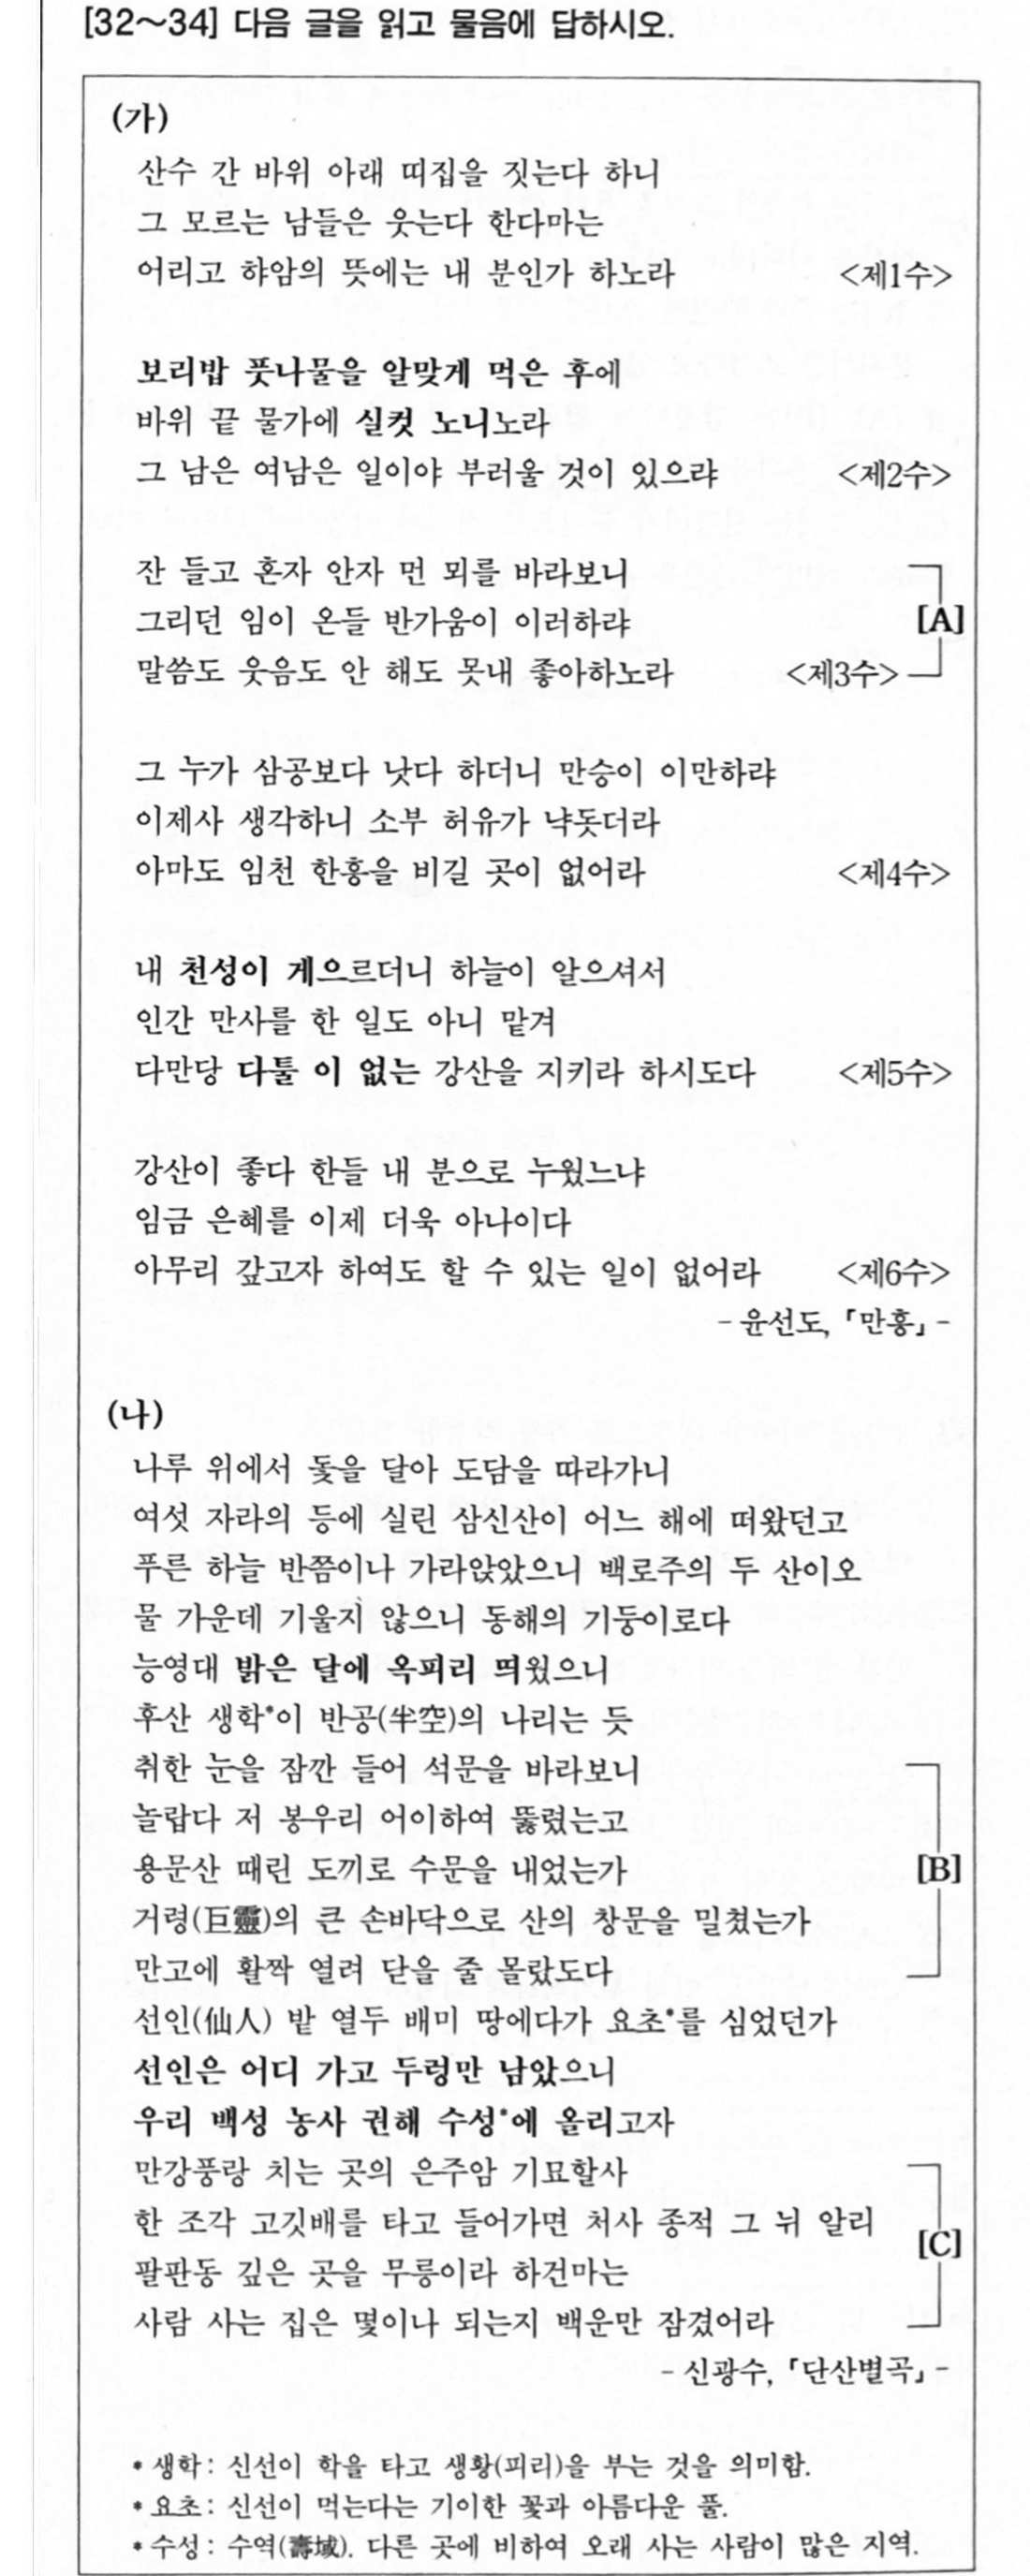 [32～34] 다음 글을 읽고 물음에 답하시오.
(가)
산수 간 바위 아래 띠집을 짓는다 하니
그 모르는 남들은 웃는다 한다마는
어리고 햐암의 뜻에는 내 분인가 하노라 <제1수>
보리밥 풋나물을 알맞게 먹은 후에
바위 끝 물가에 실컷 노니노라
그 남은 여남은 일이야 부러울 것이 있으랴 <제2수>
잔 들고 혼자 안자 먼 뫼를 바라보니
그리던 임이 온들 반가움이 이러하랴 [A]
말씀도 웃음도 안 해도 못내 좋아하노라 <제3수>
그 누가 삼공보다 낫다 하더니 만승이 이만하랴
이제사 생각하니 소부 허유가 냑돗더라
아마도 임천 한흥을 비길 곳이 없어라 <제4수>
내 천성이 게으르더니 하늘이 알으셔서
인간 만사를 한 일도 아니 맡겨
다만당 다툴 이 없는 강산을 지키라 하시도다 <제5수>
강산이 좋다 한들 내 분으로 누웠느냐
임금 은혜를 이제 더욱 아나이다
아무리 갚고자 하여도 할 수 있는 일이 없어라 <제6수>
- 윤선도, 「만흥」 -
(나)
나루 위에서 돛을 달아 도담을 따라가니
여섯 자라의 등에 실린 삼신산이 어느 해에 떠왔던고
푸른 하늘 반쯤이나 가라앉았으니 백로주의 두 산이오
물 가운데 기울지 않으니 동해의 기둥이로다
능영대 밝은 달에 옥피리 띄웠으니
후산 생학*이 반공(半空)의 나리는 듯
취한 눈을 잠깐 들어 석문을 바라보니
놀랍다 저 봉우리 어이하여 뚫렸는고
용문산 때린 도끼로 수문을 내었는가 [B]
거령(巨靈)의 큰 손바닥으로 산의 창문을 밀쳤는가
만고에 활짝 열려 닫을 줄 몰랐도다
선인(仙人) 밭 열두 배미 땅에다가 요초*를 심었던가
선인은 어디 가고 두렁만 남았으니
우리 백성 농사 권해 수성*에 올리고자
만강풍랑 치는 곳의 은주암 기묘할사
한 조각 고깃배를 타고 들어가면 처사 종적 그 뉘 알리 [C]
팔판동 깊은 곳을 무릉이라 하건마는
사람 사는 집은 몇이나 되는지 백운만 잠겼어라
- 신광수, 「단산별곡」 -
* 생학: 신선이 학을 타고 생황(피리)을 부는 것을 의미함.
* 요초: 신선이 먹는다는 기이한 꽃과 아름다운 풀.
* 수성: 수역(壽域). 다른 곳에 비하여 오래 사는 사람이 많은 지역.